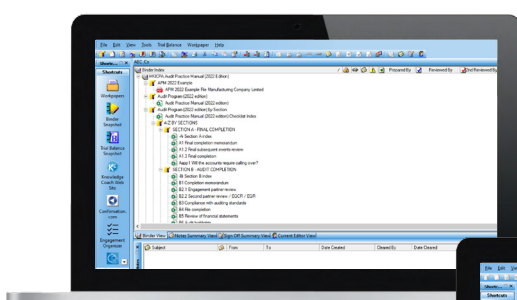 File Edit View Tools Trial Balance Workpaper Help
Shortc... X ABC_Co
Shortcuts Binder Index Prepared By Reviewed By 2nd Reviewed By
Audit Practice Manual (2022 Edition)
APM 2022 Example
APM 2022 Example File Manufacturing Company Limited
Audit Program (2022 edition)
Audit Practice Manual (2022 edition)
Audit Program (2022 edition) by Section
Audit Practice Manual (2022 edition) Checklist Index
A-Z BY SECTIONS
SECTION A - FINAL COMPLETION
-A Section A index
A1 Final completion memorandum
A1.2 Final subsequent events review
A1.3 Final completion
Aapp1 Will the accounts require calling over?
SECTION B - AUDIT COMPLETION
-B Section B index
B1 Completion memorandum
B2.1 Engagement partner review
B2.2 Second partner review / EQCR / EQR
B3 Compliance with auditing standards
B4 File completion
B5 Review of financial statements
Workpapers
Binder
Snapshot
Trial Balance
Snapshot
Knowledge
Coach Web
Site
Confirmation.
com
Engagement
Organizer
Binder View Notes Summary View Sign Off Summary View Current Editor View
Subject From To Date Created Cleared By Date Cleared
File Edit
Shortc... X
Shortcuts